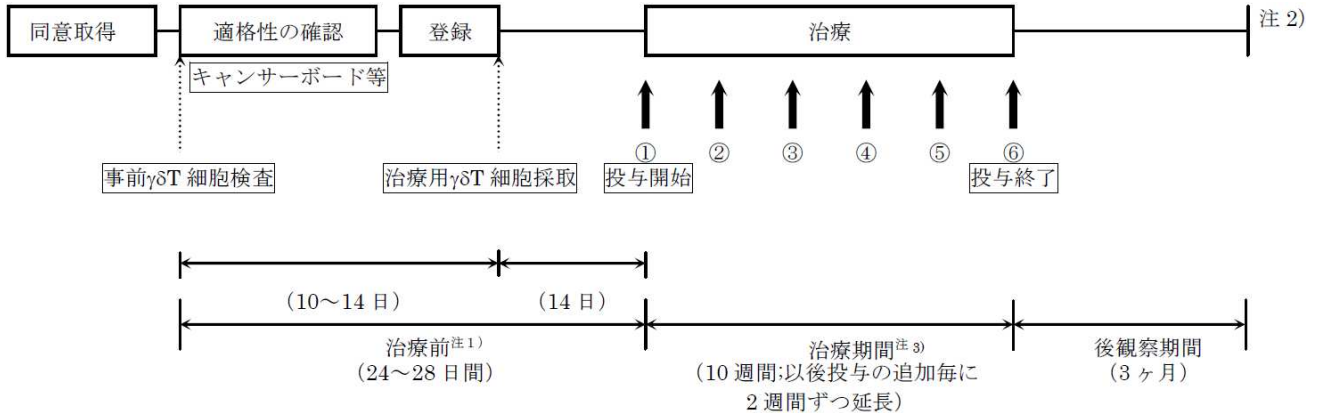 同意取得
適格性の確認
登録
治療
注 2)
キャンサーボード等
①
②
③
④
⑤
⑥
事前γδT 細胞検査
治療用γδT 細胞採取
投与開始
投与終了
（10～14 日）
（14 日）
治療前注 1）
（24～28 日間）
治療期間注 3)
（10 週間;以後投与の追加毎に
2 週間ずつ延長）
後観察期間
（3 ヶ月）